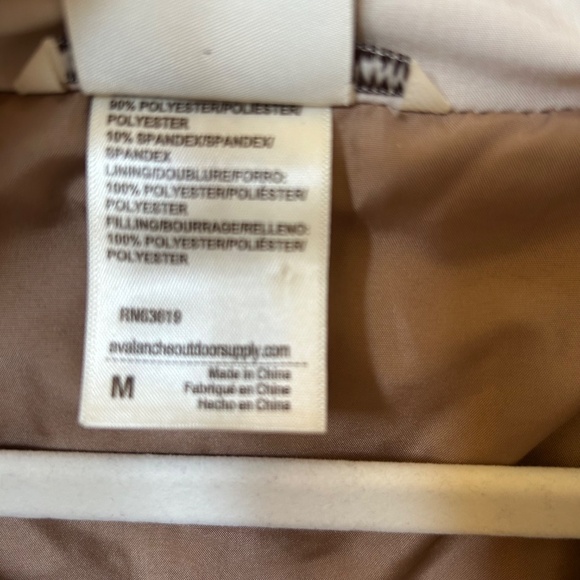 90% POLYESTER/POLIESTER/
POLYESTER
10% SPANDEX/SPANDEX/
SPANDEX
LINING/DOUBLURE/FORRO:
100% POLYESTER/POLIÉSTER/
POLYESTER
FILLING/BOURRAGE/RELLENO:
100% POLYESTER/POLIÉSTER/
POLYESTER
RN63619
avalancheoutdoorsupply.com
Made in China
M Fabriqué en Chine
Hecho en China